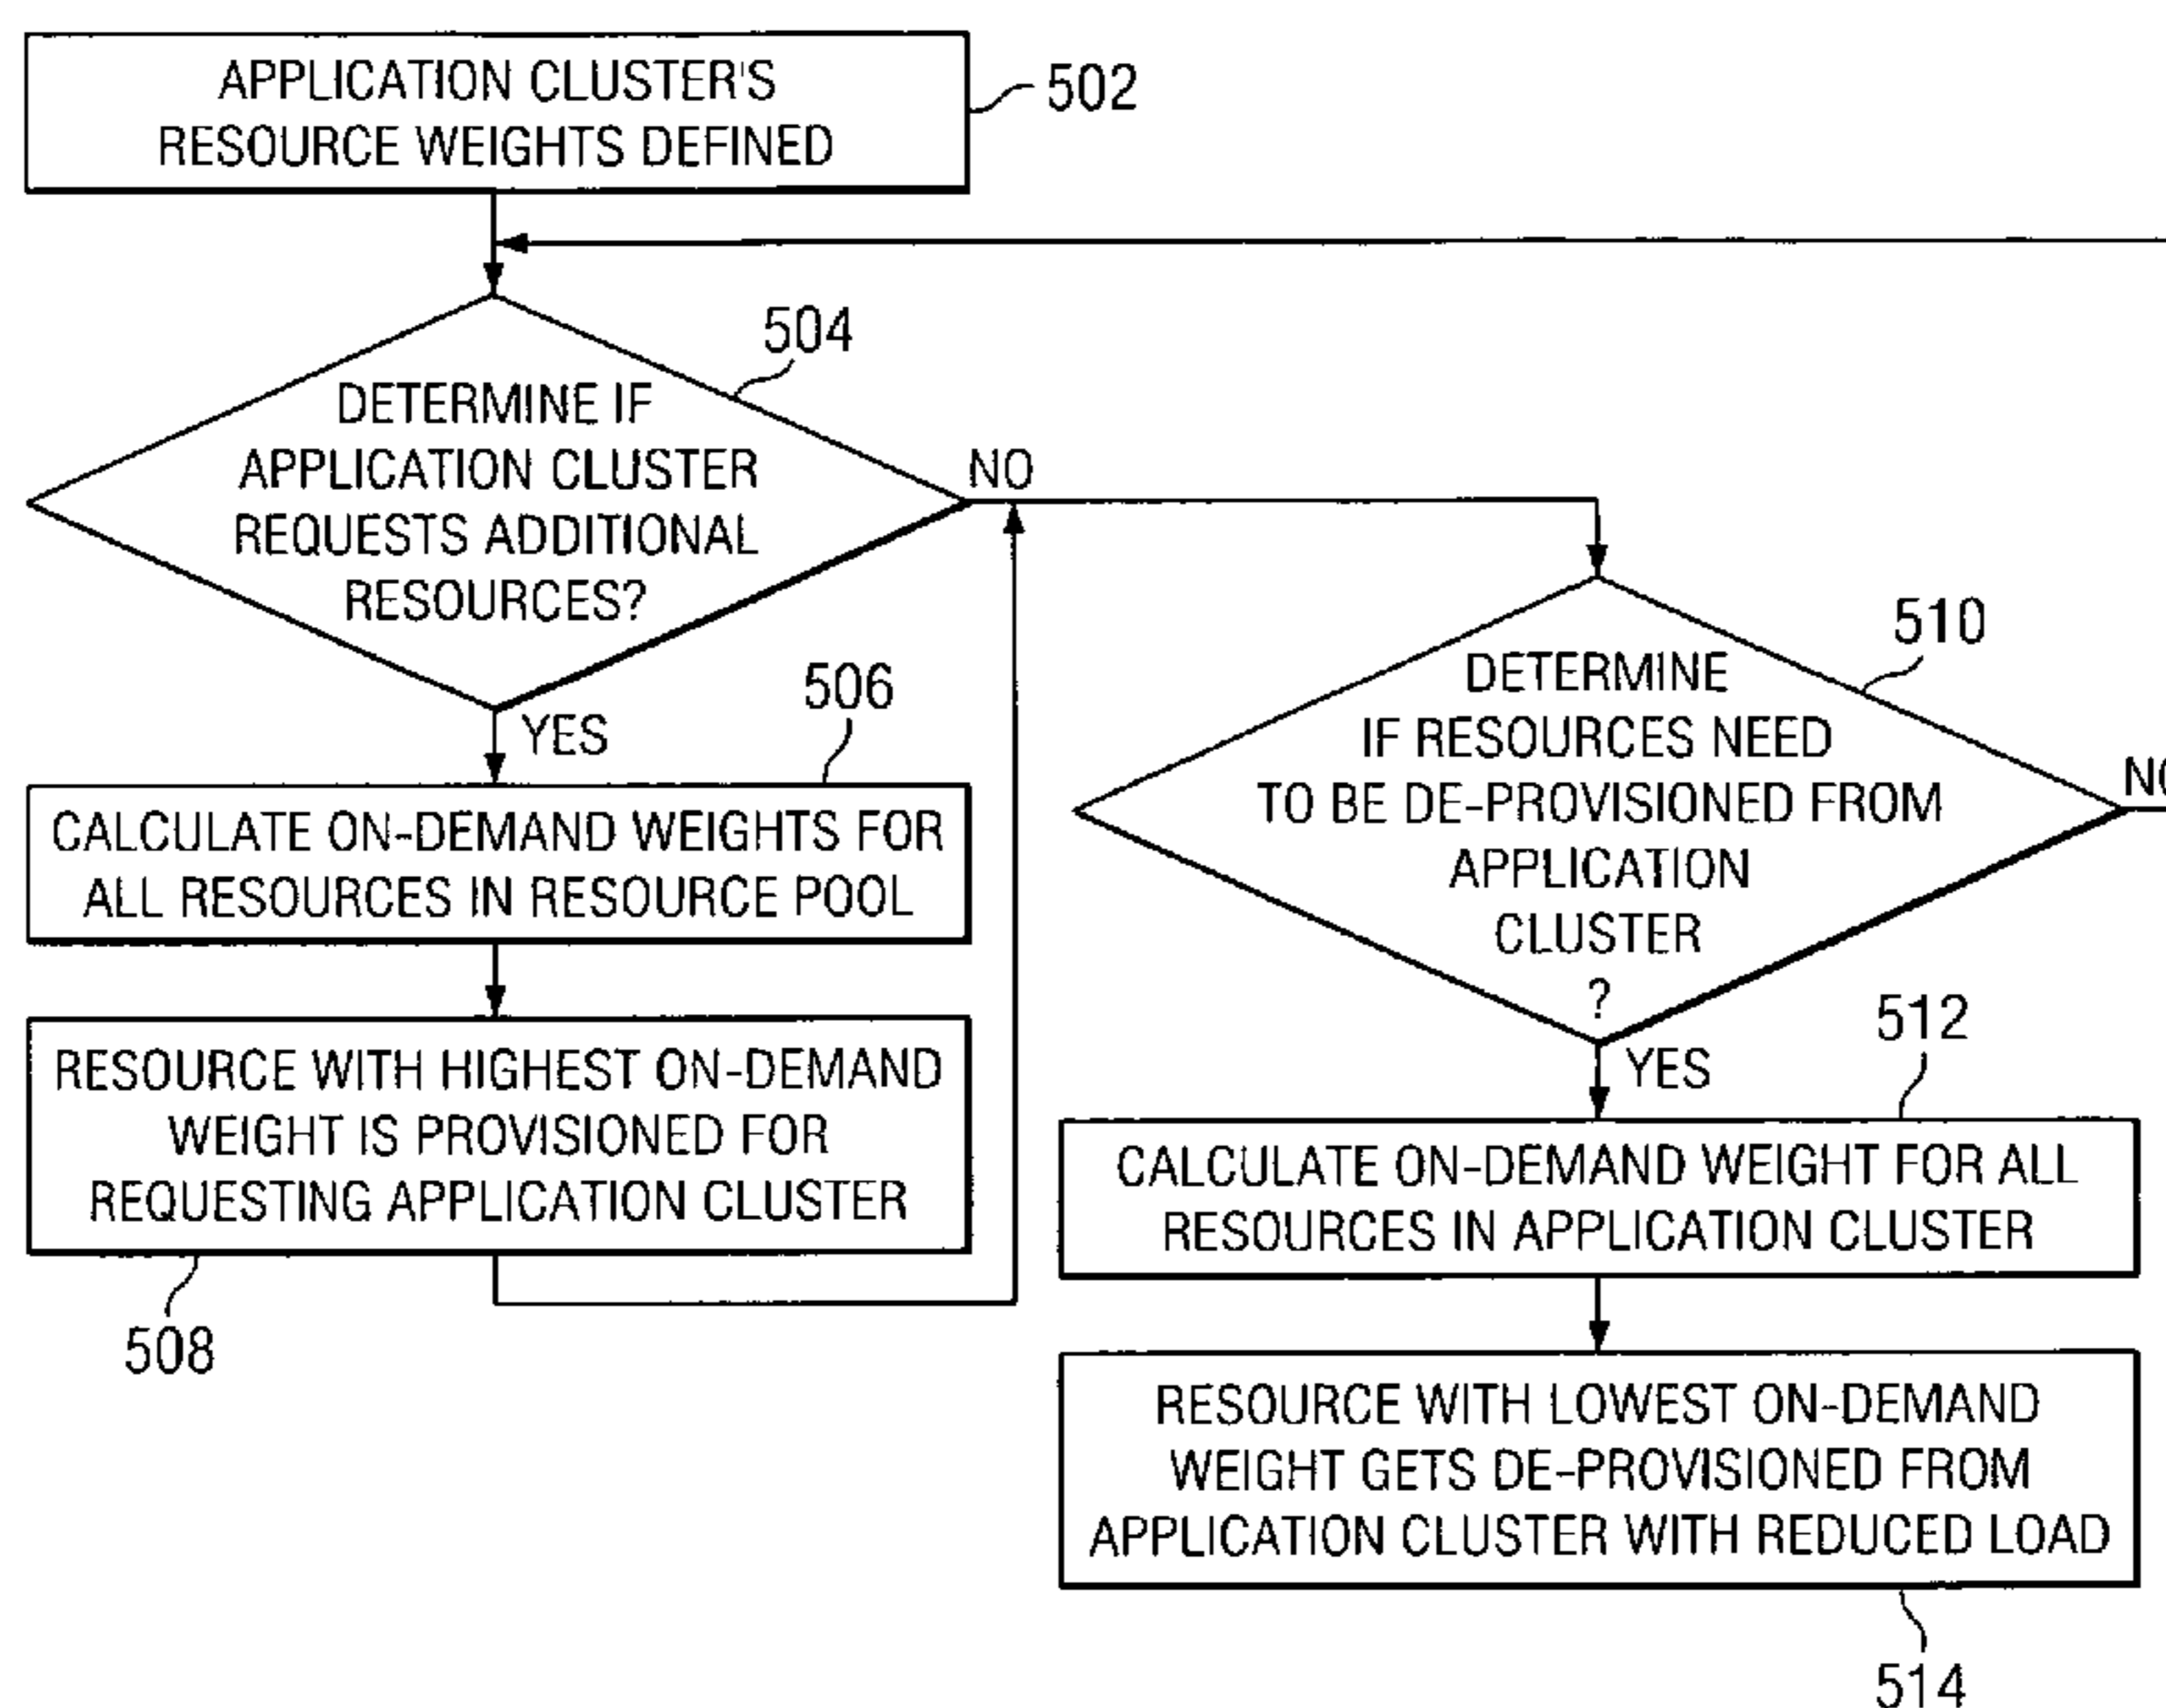 APPLICATION CLUSTER'S
RESOURCE WEIGHTS DEFINED
502
504
DETERMINE IF
APPLICATION CLUSTER
REQUESTS ADDITIONAL
RESOURCES?
NO
YES
506
CALCULATE ON-DEMAND WEIGHTS FOR
ALL RESOURCES IN RESOURCE POOL
RESOURCE WITH HIGHEST ON-DEMAND
WEIGHT IS PROVISIONED FOR
REQUESTING APPLICATION CLUSTER
508
510
DETERMINE
IF RESOURCES NEED
TO BE DE-PROVISIONED FROM
APPLICATION
CLUSTER
?
NO
YES
512
CALCULATE ON-DEMAND WEIGHT FOR ALL
RESOURCES IN APPLICATION CLUSTER
RESOURCE WITH LOWEST ON-DEMAND
WEIGHT GETS DE-PROVISIONED FROM
APPLICATION CLUSTER WITH REDUCED LOAD
514